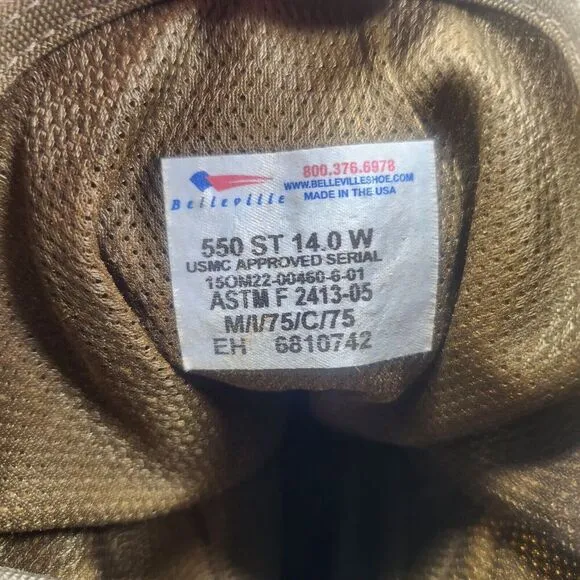 Belleville
800.376.6978
WWW.BELLEVILLESHOE.COM
MADE IN THE USA
550 ST 14.0 W
USMC APPROVED SERIAL
15OM22-00460-6-01
ASTM F 2413-05
M/I/75/C/75
EH 6810742